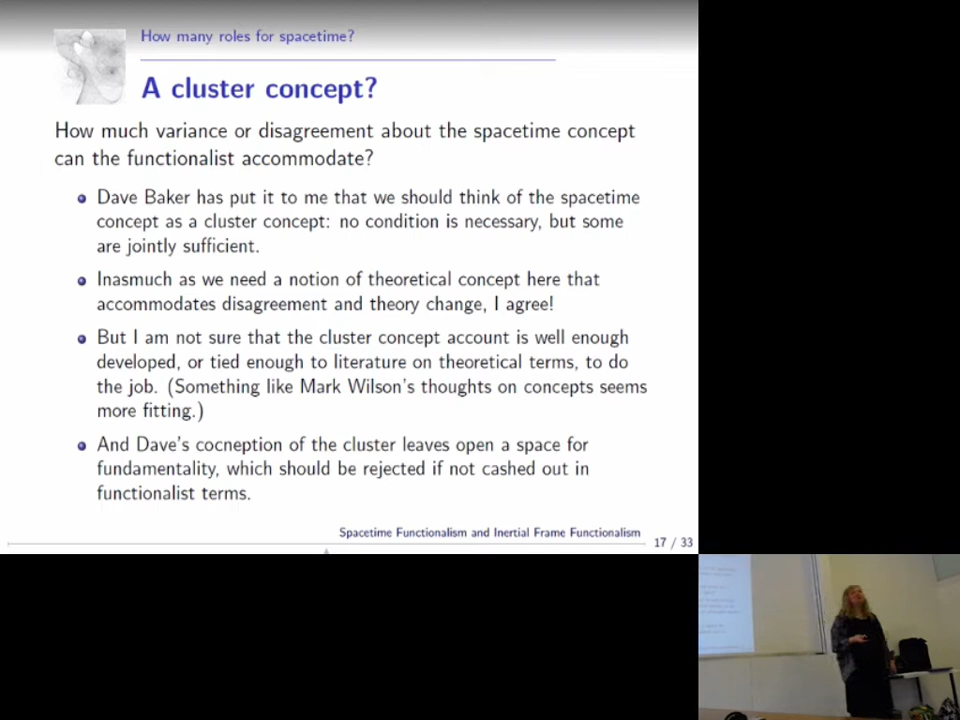 How many roles for spacetime?
A cluster concept?
How much variance or disagreement about the spacetime concept
can the functionalist accommodate?
Dave Baker has put it to me that we should think of the spacetime
concept as a cluster concept: no condition is necessary, but some
are jointly sufficient.
Inasmuch as we need a notion of theoretical concept here that
accommodates disagreement and theory change, I agree!
But I am not sure that the cluster concept account is well enough
developed, or tied enough to literature on theoretical terms, to do
the job. (Something like Mark Wilson's thoughts on concepts seems
more fitting.)
And Dave's cocneption of the cluster leaves open a space for
fundamentality, which should be rejected if not cashed out in
functionalist terms.
Spacetime Functionalism and Inertial Frame Functionalism
17 / 33